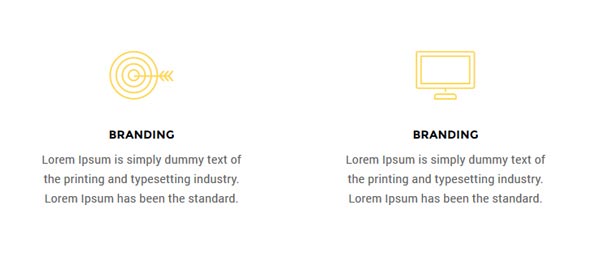 BRANDING
Lorem Ipsum is simply dummy text of
the printing and typesetting industry.
Lorem Ipsum has been the standard.
BRANDING
Lorem Ipsum is simply dummy text of
the printing and typesetting industry.
Lorem Ipsum has been the standard.